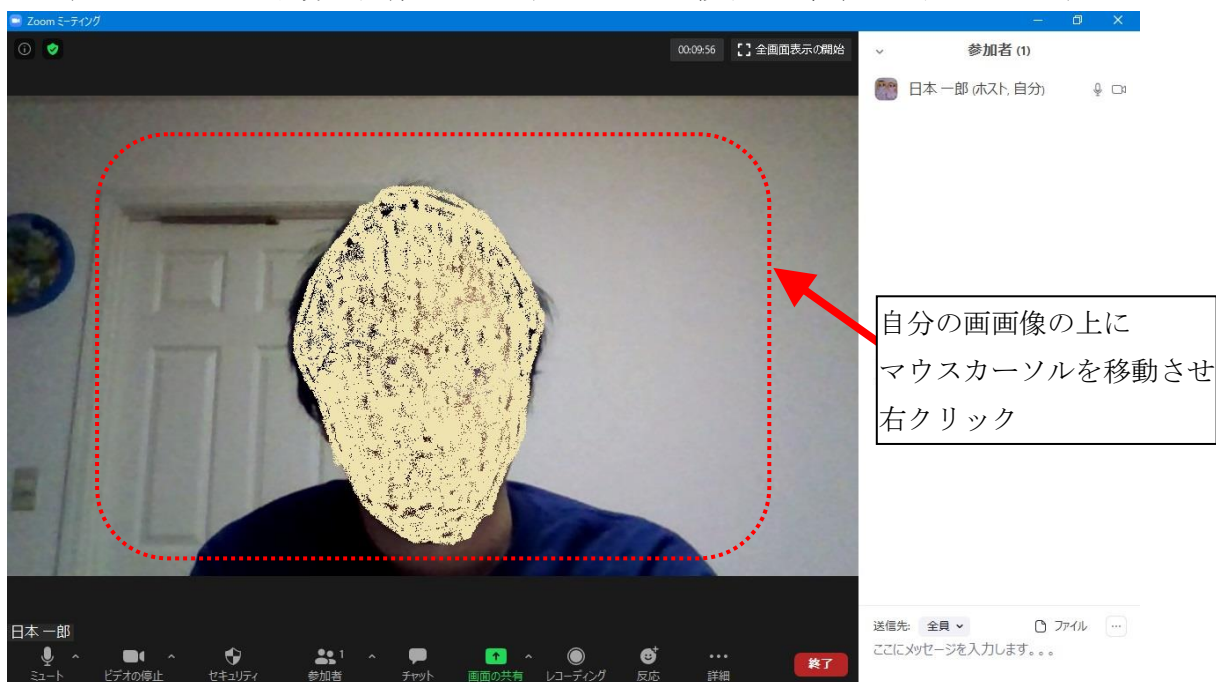 Zoom ミーティング
00:09:56 全画面表示の開始
参加者 (1)
日本 一郎 (ホスト, 自分)
自分の画画像の上に
マウスカーソルを移動させ
右クリック
日本 一郎
送信先: 全員 ファイル ...
ここにメッセージを入力します。。。
1
ミュート ビデオの停止 セキュリティ 参加者 チャット 画面の共有 レコーディング 反応 詳細 終了